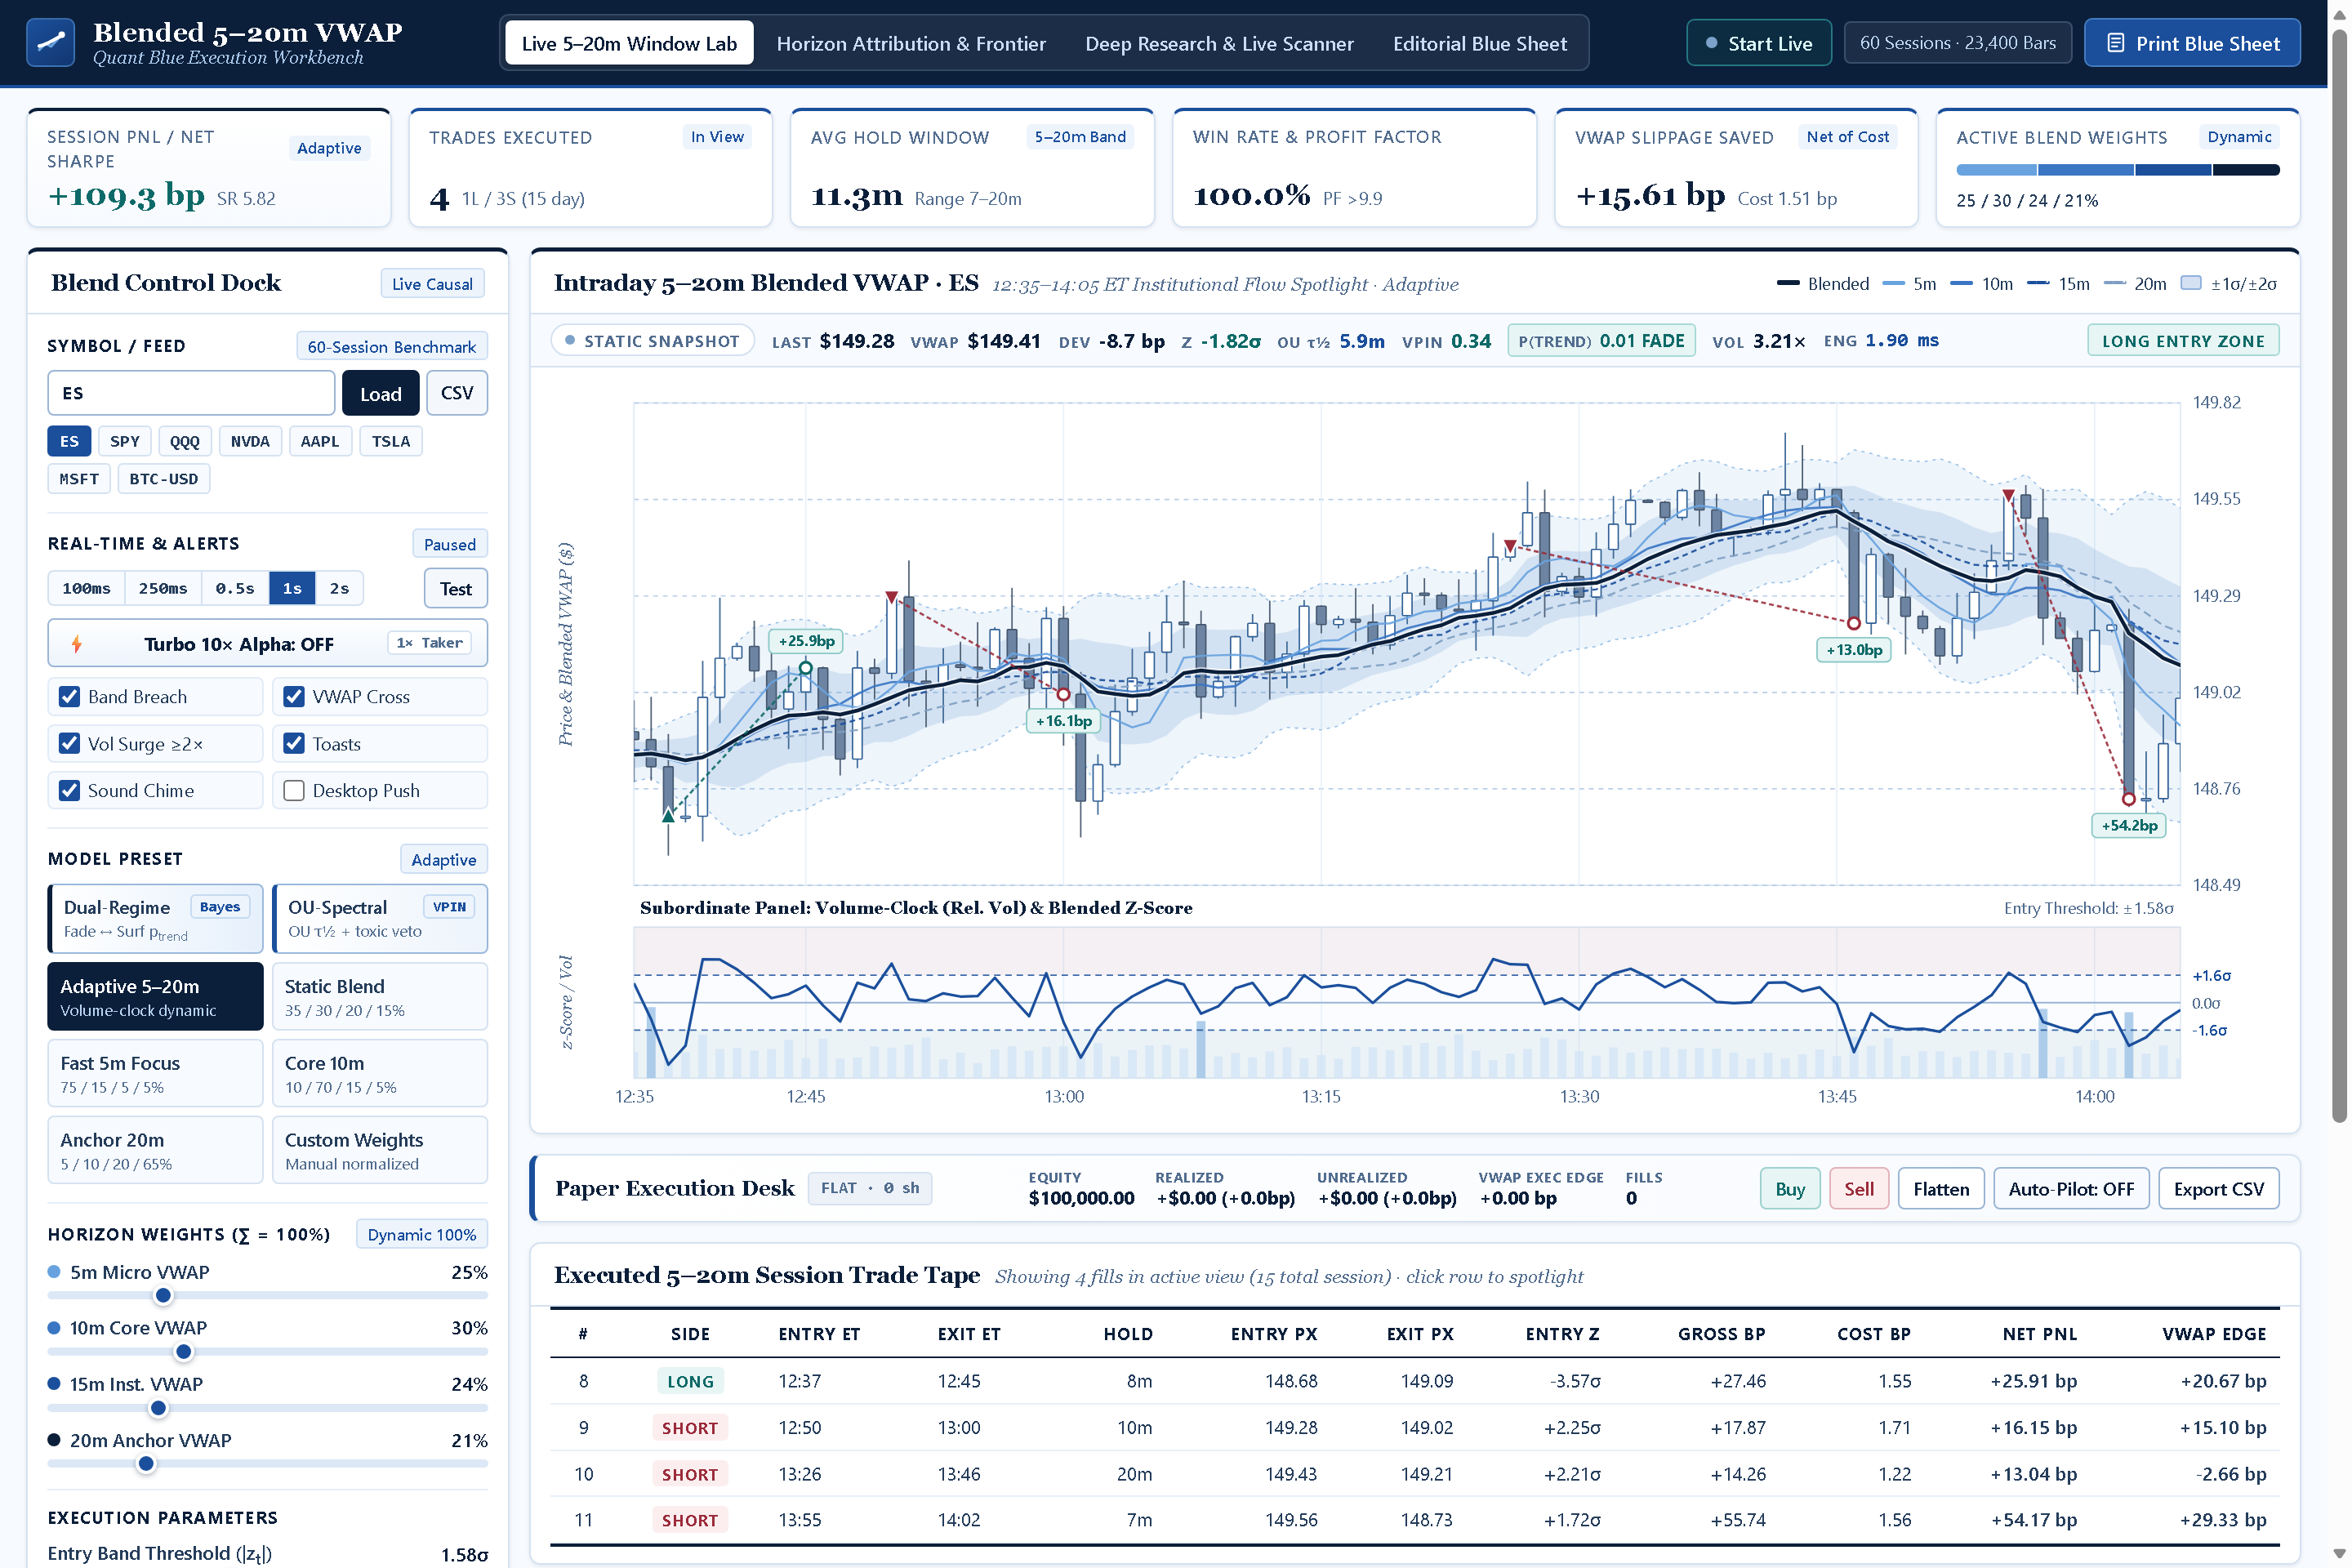 Blended 5–20m VWAP
Quant Blue Execution Workbench
Live 5–20m Window Lab
Horizon Attribution & Frontier
Deep Research & Live Scanner
Editorial Blue Sheet
Start Live
60 Sessions · 23,400 Bars
Print Blue Sheet
SESSION PNL / NET SHARPE
Adaptive
+109.3 bp SR 5.82
TRADES EXECUTED
In View
4 1L / 3S (15 day)
AVG HOLD WINDOW
5–20m Band
11.3m Range 7–20m
WIN RATE & PROFIT FACTOR
100.0% PF >9.9
VWAP SLIPPAGE SAVED
Net of Cost
+15.61 bp Cost 1.51 bp
ACTIVE BLEND WEIGHTS
Dynamic
25 / 30 / 24 / 21%
Blend Control Dock
Live Causal
SYMBOL / FEED
60-Session Benchmark
ES
Load
CSV
ES SPY QQQ NVDA AAPL TSLA
MSFT BTC-USD
REAL-TIME & ALERTS
Paused
100ms 250ms 0.5s 1s 2s
Test
Turbo 10× Alpha: OFF
1× Taker
Band Breach
VWAP Cross
Vol Surge ≥2×
Toasts
Sound Chime
Desktop Push
MODEL PRESET
Adaptive
Dual-Regime Bayes
Fade ↔ Surf ptrend
OU-Spectral VPIN
OU τ½ + toxic veto
Adaptive 5–20m
Volume-clock dynamic
Static Blend
35 / 30 / 20 / 15%
Fast 5m Focus
75 / 15 / 5 / 5%
Core 10m
10 / 70 / 15 / 5%
Anchor 20m
5 / 10 / 20 / 65%
Custom Weights
Manual normalized
HORIZON WEIGHTS (∑ = 100%)
Dynamic 100%
5m Micro VWAP 25%
10m Core VWAP 30%
15m Inst. VWAP 24%
20m Anchor VWAP 21%
EXECUTION PARAMETERS
Entry Band Threshold (|zt|) 1.58σ
Intraday 5–20m Blended VWAP · ES
12:35–14:05 ET Institutional Flow Spotlight · Adaptive
Blended 5m 10m 15m 20m ±1σ/±2σ
STATIC SNAPSHOT
LAST $149.28 VWAP $149.41 DEV -8.7 bp Z -1.82σ OU τ½ 5.9m VPIN 0.34 P(TREND) 0.01 FADE VOL 3.21× ENG 1.90 ms
LONG ENTRY ZONE
Price & Blended VWAP ($)
149.82
149.55
149.29
149.02
148.76
148.49
+25.9bp
+16.1bp
+13.0bp
+54.2bp
Subordinate Panel: Volume-Clock (Rel. Vol) & Blended Z-Score
Entry Threshold: ±1.58σ
z-Score / Vol
+1.6σ
0.0σ
-1.6σ
12:35 12:45 13:00 13:15 13:30 13:45 14:00
Paper Execution Desk
FLAT · 0 sh
EQUITY
$100,000.00
REALIZED
+$0.00 (+0.0bp)
UNREALIZED
+$0.00 (+0.0bp)
VWAP EXEC EDGE
+0.00 bp
FILLS
0
Buy
Sell
Flatten
Auto-Pilot: OFF
Export CSV
Executed 5–20m Session Trade Tape
Showing 4 fills in active view (15 total session) · click row to spotlight
# SIDE ENTRY ET EXIT ET HOLD ENTRY PX EXIT PX ENTRY Z GROSS BP COST BP NET PNL VWAP EDGE
8 LONG 12:37 12:45 8m 148.68 149.09 -3.57σ +27.46 1.55 +25.91 bp +20.67 bp
9 SHORT 12:50 13:00 10m 149.28 149.02 +2.25σ +17.87 1.71 +16.15 bp +15.10 bp
10 SHORT 13:26 13:46 20m 149.43 149.21 +2.21σ +14.26 1.22 +13.04 bp -2.66 bp
11 SHORT 13:55 14:02 7m 149.56 148.73 +1.72σ +55.74 1.56 +54.17 bp +29.33 bp